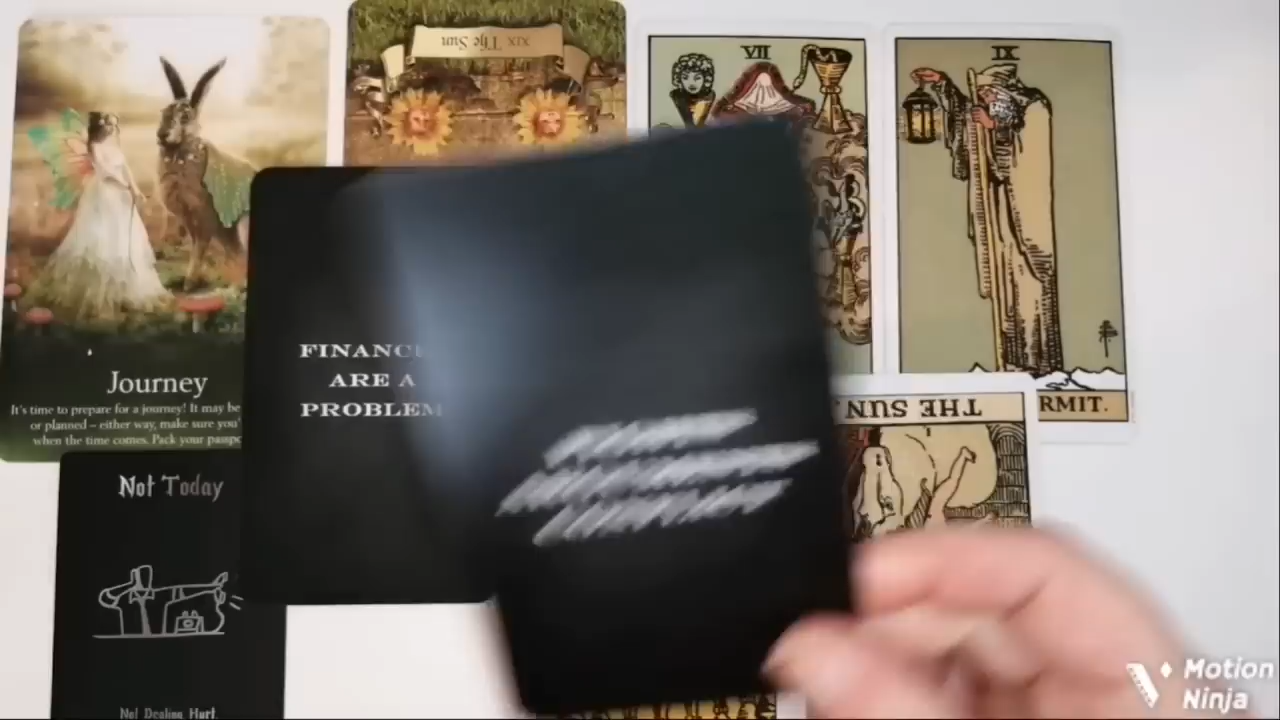 XIX The Sun
VII
IX
Journey
It's time to prepare for a journey! It may be
or planned – either way, make sure you
when the time comes. Pack your passpo
FINANC
ARE A
PROBLEM
THE SUN.
RMIT.
Not Today
Not Dealing. Hurt.
Motion
Ninja